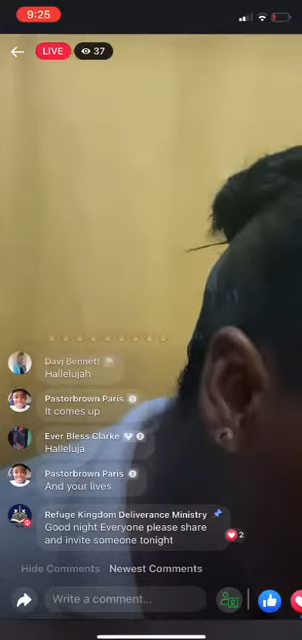 9:25
LIVE
37
Davi Bennett
Hallelujah
Pastorbrown Paris
It comes up
Ever Bless Clarke
Halleluja
Pastorbrown Paris
And your lives
Refuge Kingdom Deliverance Ministry
Good night Everyone please share
and invite someone tonight
2
Hide Comments Newest Comments
Write a comment...